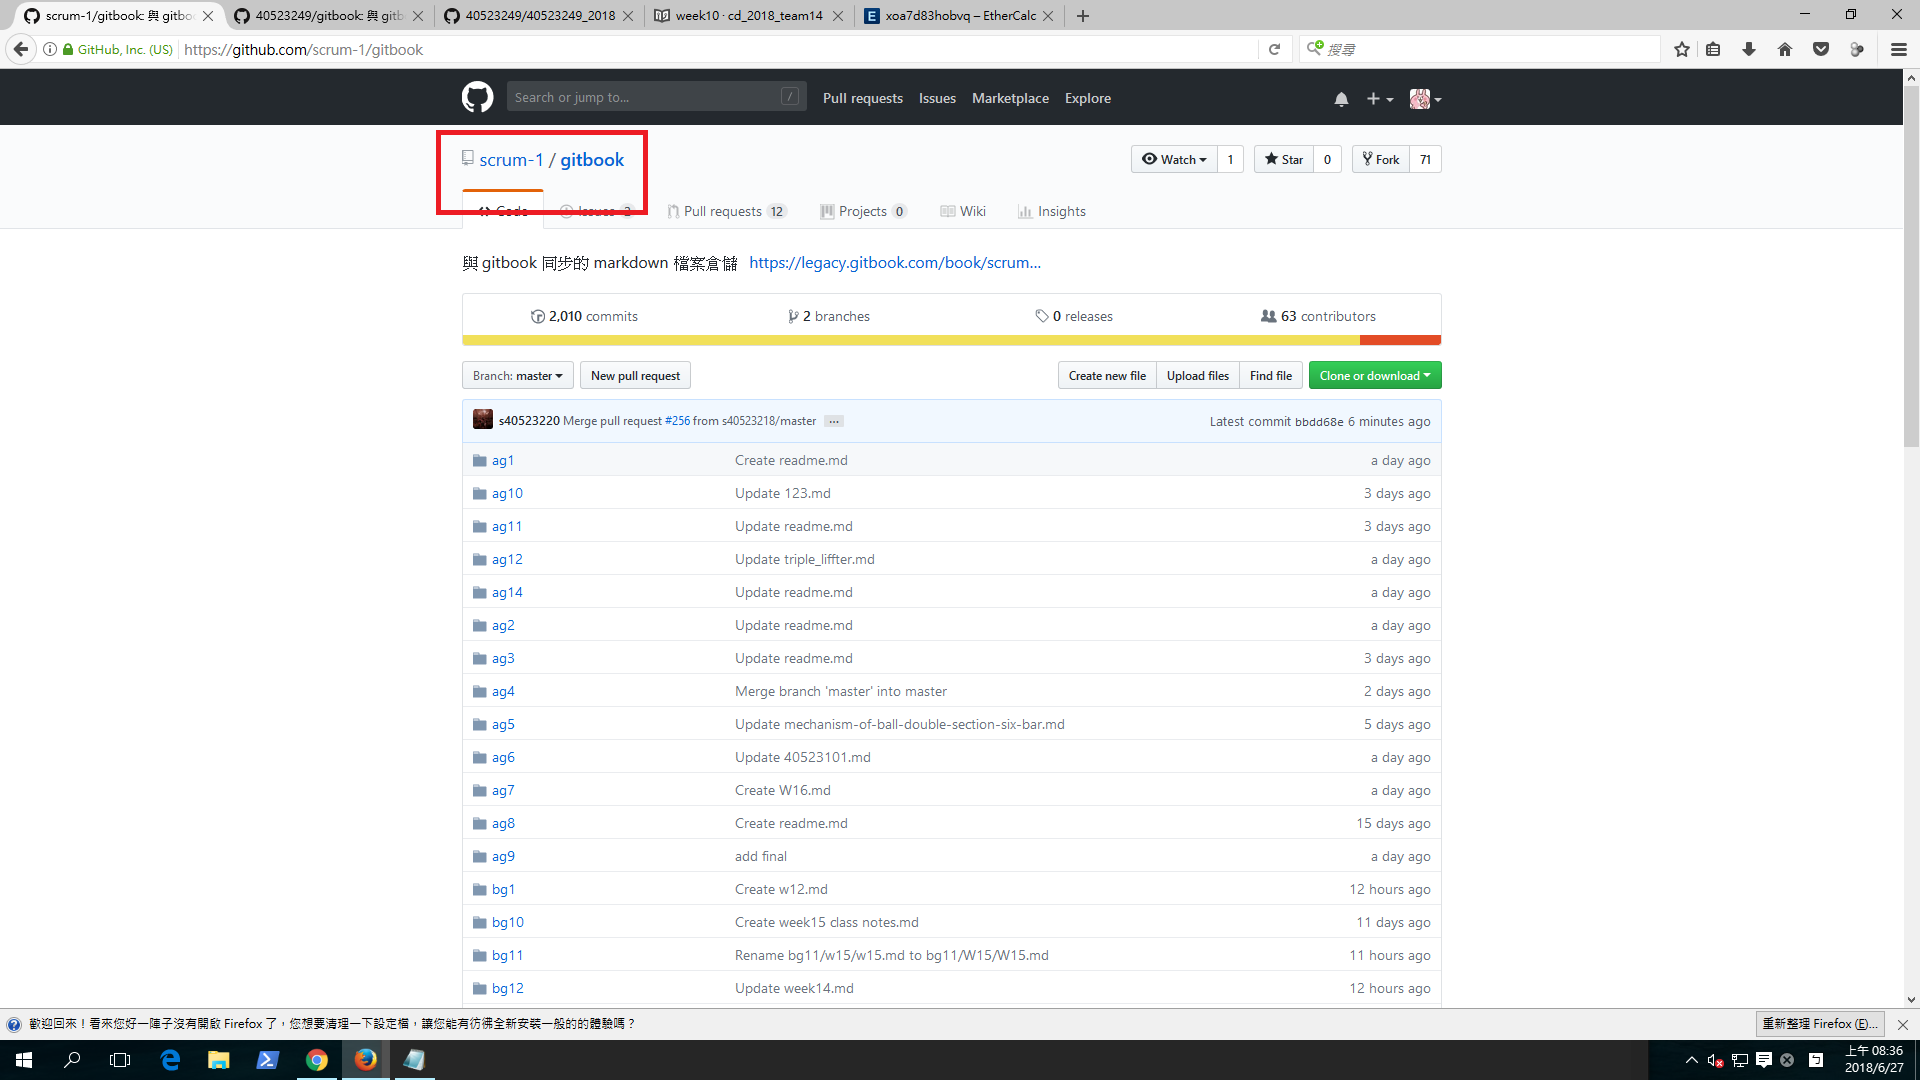 scrum-1/gitbook: 與 gitbo
40523249/gitbook: 與 gitb
40523249/40523249_2018
week10 · cd_2018_team14
xoa7d83hobvq – EtherCalc
GitHub, Inc. (US)
https://github.com/scrum-1/gitbook
搜尋
Search or jump to...
/
Pull requests
Issues
Marketplace
Explore
scrum-1 / gitbook
Watch 1
Star 0
Fork 71
Code
Issues 2
Pull requests 12
Projects 0
Wiki
Insights
與 gitbook 同步的 markdown 檔案倉儲 https://legacy.gitbook.com/book/scrum...
2,010 commits
2 branches
0 releases
63 contributors
Branch: master
New pull request
Create new file
Upload files
Find file
Clone or download
s40523220 Merge pull request #256 from s40523218/master ...
Latest commit bbdd68e 6 minutes ago
ag1 Create readme.md a day ago
ag10 Update 123.md 3 days ago
ag11 Update readme.md 3 days ago
ag12 Update triple_liffter.md a day ago
ag14 Update readme.md a day ago
ag2 Update readme.md a day ago
ag3 Update readme.md 3 days ago
ag4 Merge branch 'master' into master 2 days ago
ag5 Update mechanism-of-ball-double-section-six-bar.md 5 days ago
ag6 Update 40523101.md a day ago
ag7 Create W16.md a day ago
ag8 Create readme.md 15 days ago
ag9 add final a day ago
bg1 Create w12.md 12 hours ago
bg10 Create week15 class notes.md 11 days ago
bg11 Rename bg11/w15/w15.md to bg11/W15/W15.md 11 hours ago
bg12 Update week14.md 12 hours ago
歡迎回來！看來您好一陣子沒有開啟 Firefox 了，您想要清理一下設定檔，讓您能有彷彿全新安裝一般的的體驗嗎？
重新整理 Firefox (E)...
上午 08:36
2018/6/27